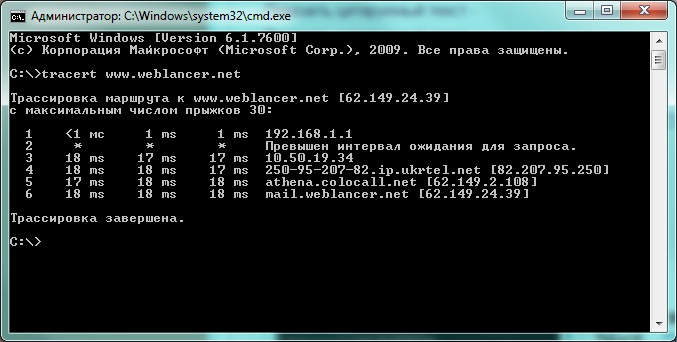 Администратор: C:\Windows\system32\cmd.exe
Microsoft Windows [Version 6.1.7600]
(c) Корпорация Майкрософт (Microsoft Corp.), 2009. Все права защищены.
C:\>tracert www.weblancer.net
Трассировка маршрута к www.weblancer.net [62.149.24.39]
с максимальным числом прыжков 30:
1 <1 мс 1 ms 1 ms 192.168.1.1
2 * * * Превышен интервал ожидания для запроса.
3 18 ms 17 ms 17 ms 10.50.19.34
4 18 ms 18 ms 17 ms 250-95-207-82.ip.ukrtel.net [82.207.95.250]
5 17 ms 18 ms 18 ms athena.colocall.net [62.149.2.108]
6 18 ms 18 ms 18 ms mail.weblancer.net [62.149.24.39]
Трассировка завершена.
C:\>